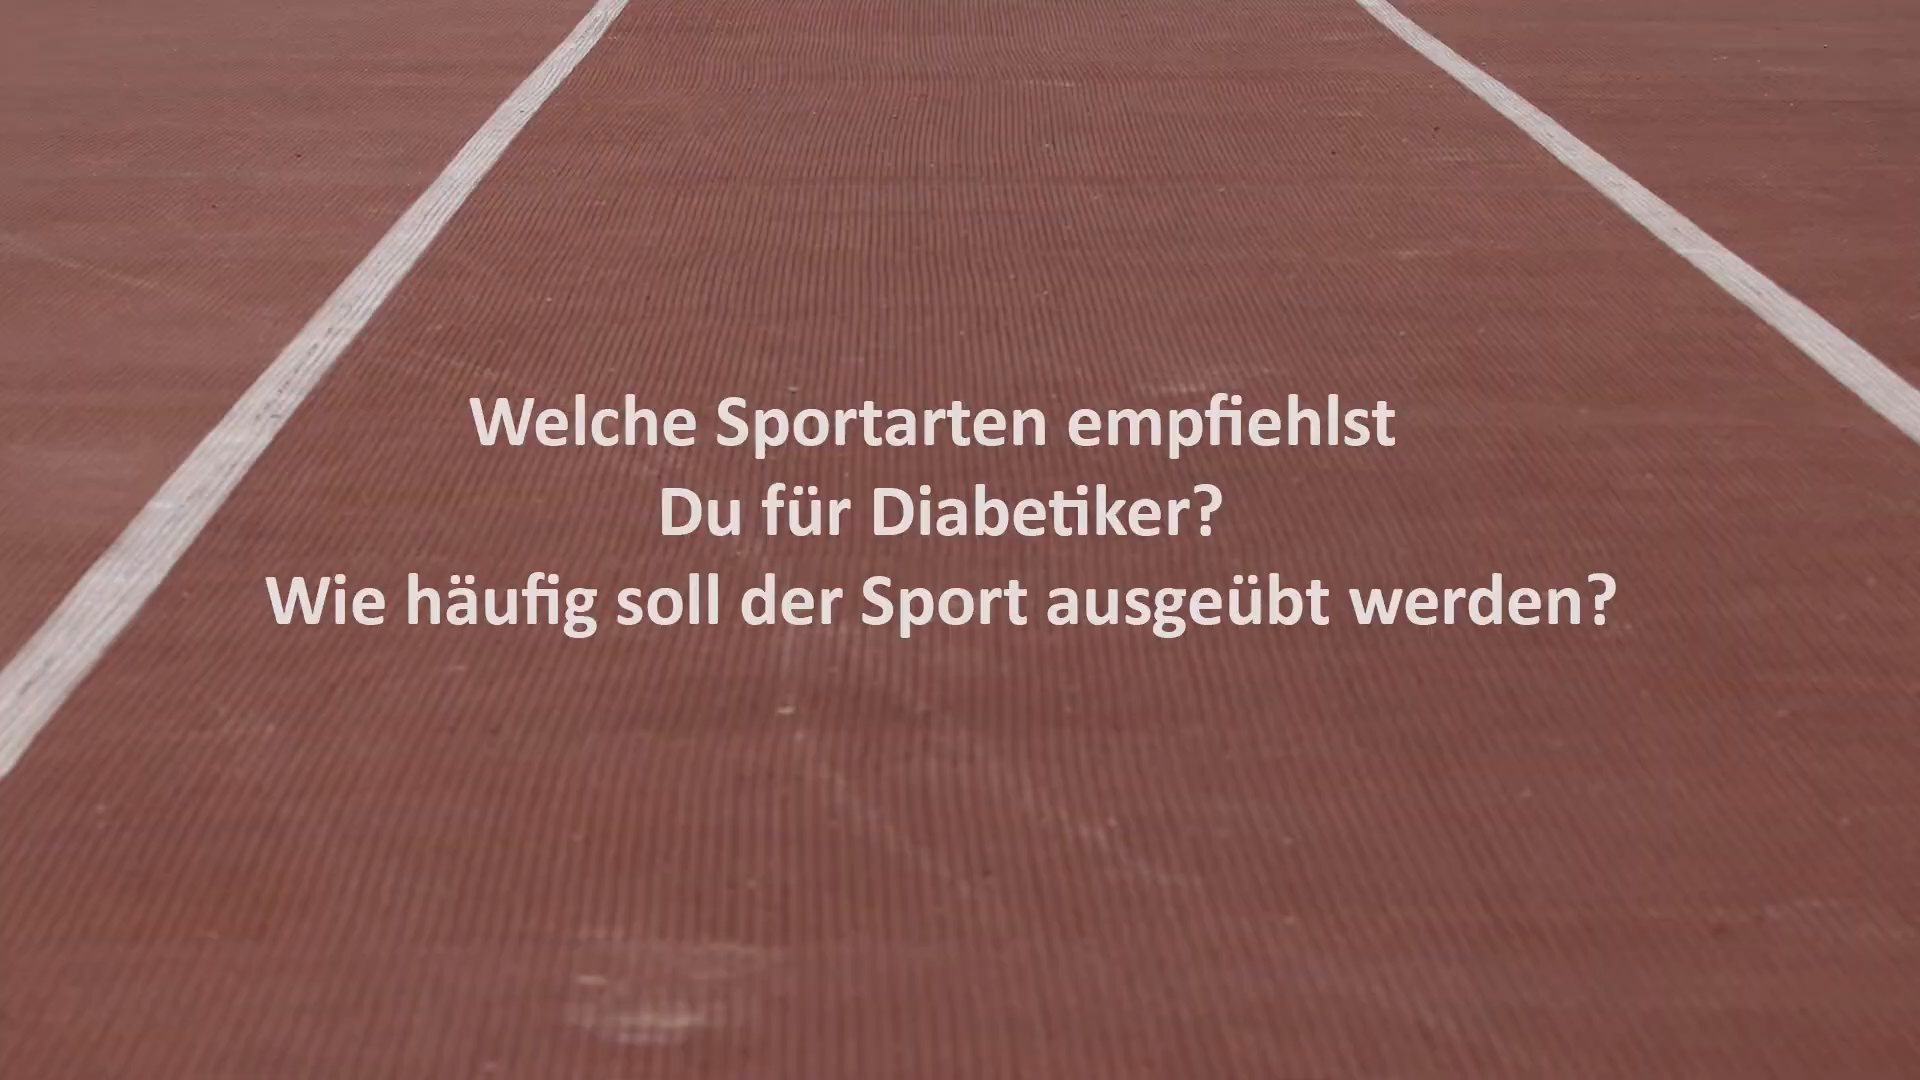 Welche Sportarten empfiehlst
Du für Diabetiker?
Wie häufig soll der Sport ausgeübt werden?